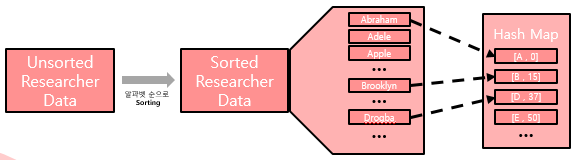 Unsorted
Researcher
Data
알파벳 순으로
Sorting
Sorted
Researcher
Data
Abraham
Adele
Apple
...
Brooklyn
...
Drogba
...
Hash Map
[A , 0]
[B , 15]
[D , 37]
[E , 50]
...